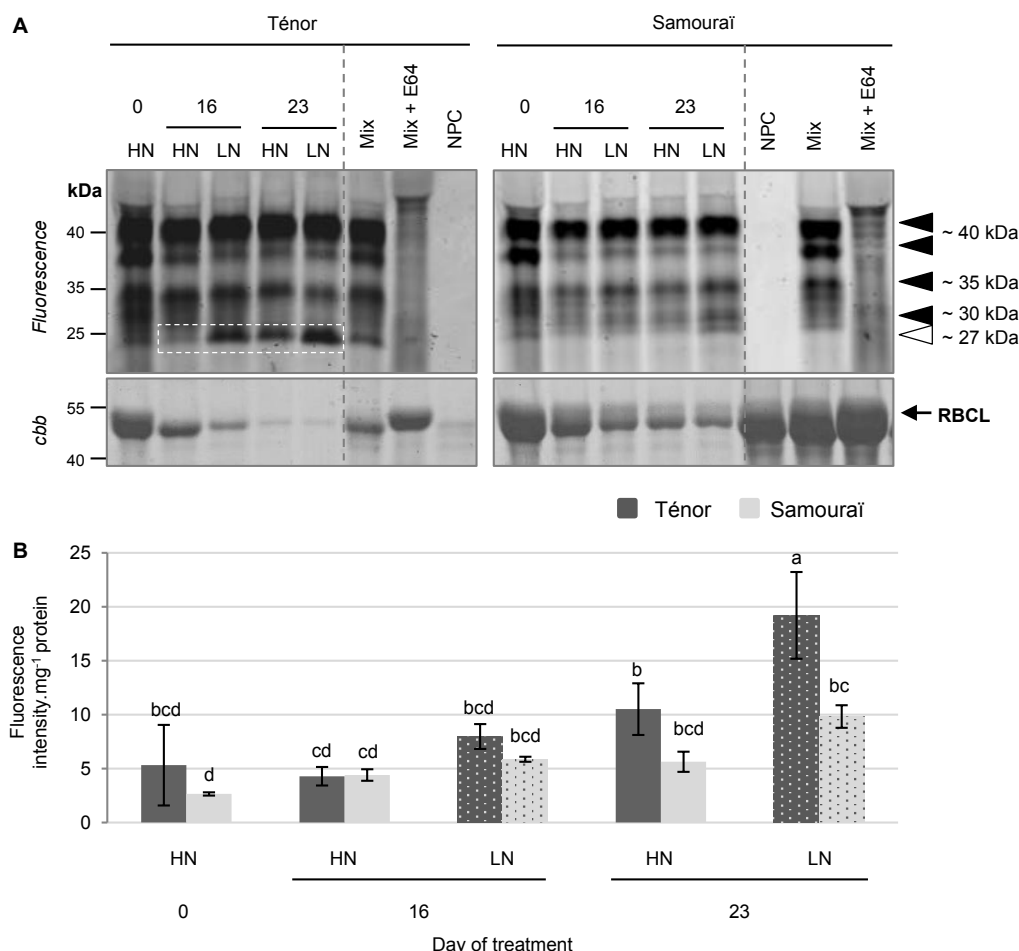 A
Ténor
Samouraï
0 16 23 Mix Mix + E64 NPC
HN HN LN HN LN
0 16 23 NPC Mix Mix + E64
HN HN LN HN LN
kDa
40
35
25
Fluorescence
~ 40 kDa
~ 35 kDa
~ 30 kDa
~ 27 kDa
55
40
cbb
RBCL
Ténor Samouraï
B
Fluorescence
intensity.mg⁻¹ protein
25
20
15
10
5
0
bcd d cd cd bcd bcd b bcd a bc
HN HN LN HN LN
0 16 23
Day of treatment